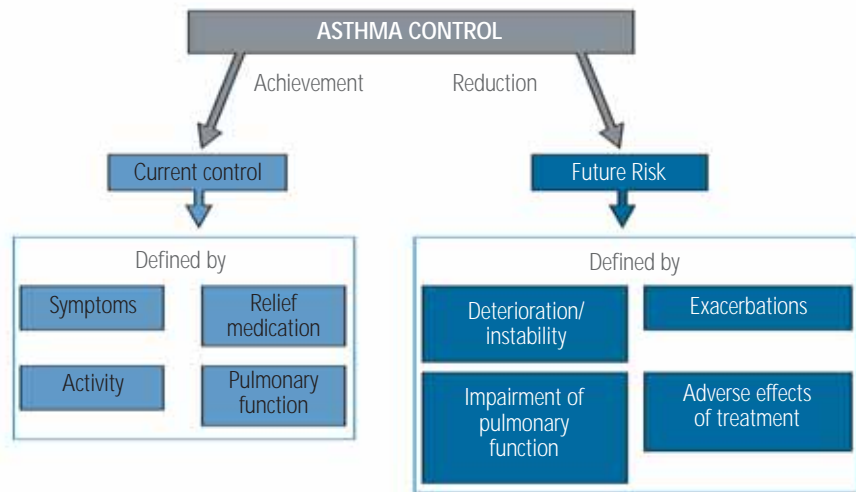 ASTHMA CONTROL
Achievement
Reduction
Current control
Future Risk
Defined by
Symptoms
Relief
medication
Activity
Pulmonary
function
Defined by
Deterioration/
instability
Exacerbations
Impairment of
pulmonary
function
Adverse effects
of treatment